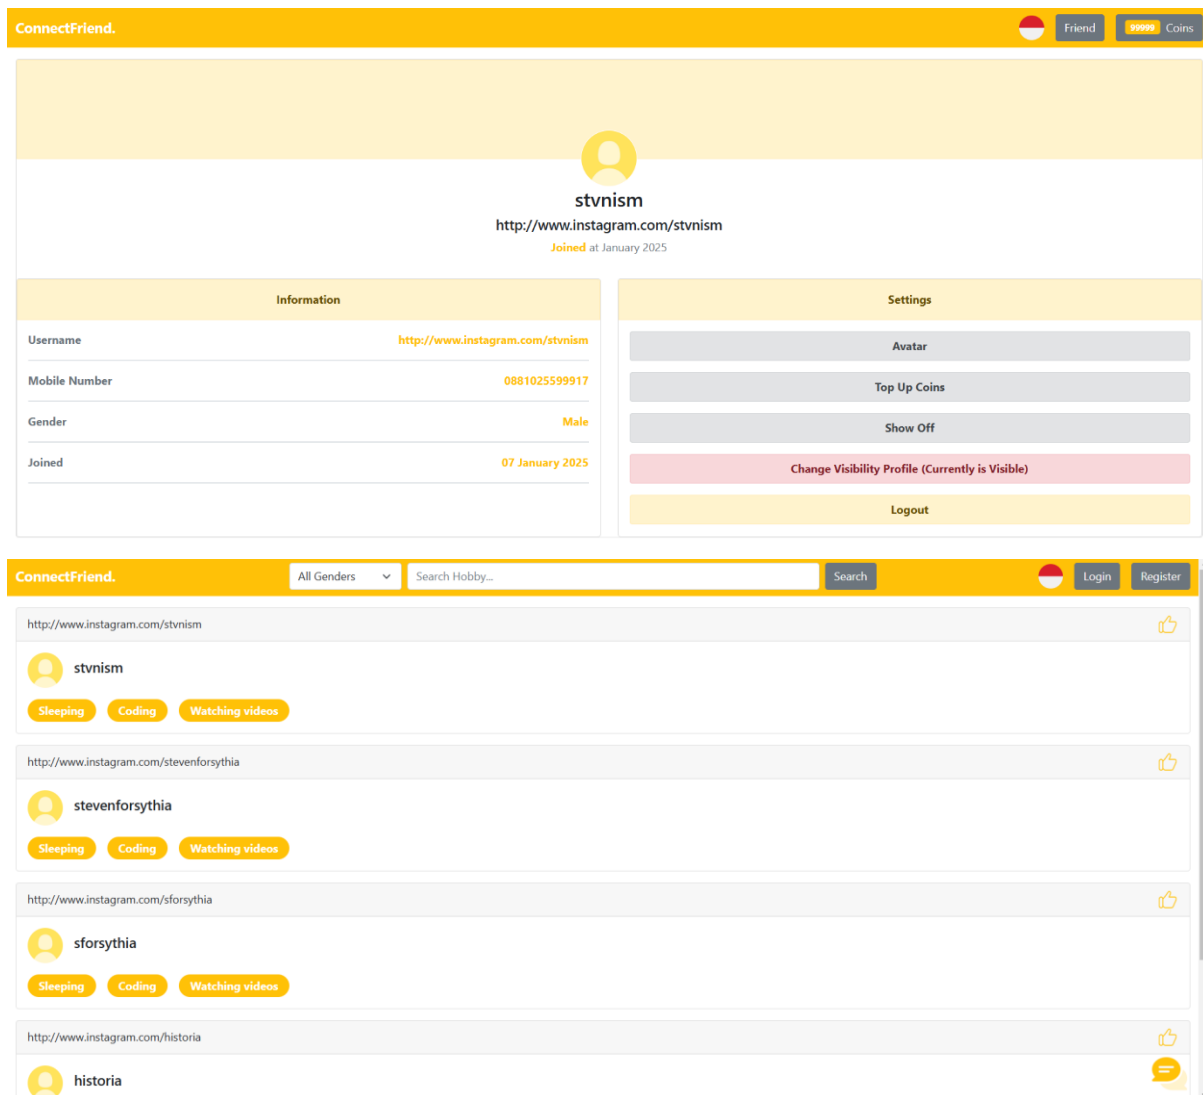 ConnectFriend. Friend 99999 Coins
stvnism
http://www.instagram.com/stvnism
Joined at January 2025
Information
Username http://www.instagram.com/stvnism
Mobile Number 0881025599917
Gender Male
Joined 07 January 2025
Settings
Avatar
Top Up Coins
Show Off
Change Visibility Profile (Currently is Visible)
Logout
ConnectFriend. All Genders Search Hobby... Search Login Register
http://www.instagram.com/stvnism
stvnism
Sleeping Coding Watching videos
http://www.instagram.com/stevenforsythia
stevenforsythia
Sleeping Coding Watching videos
http://www.instagram.com/sforsythia
sforsythia
Sleeping Coding Watching videos
http://www.instagram.com/historia
historia